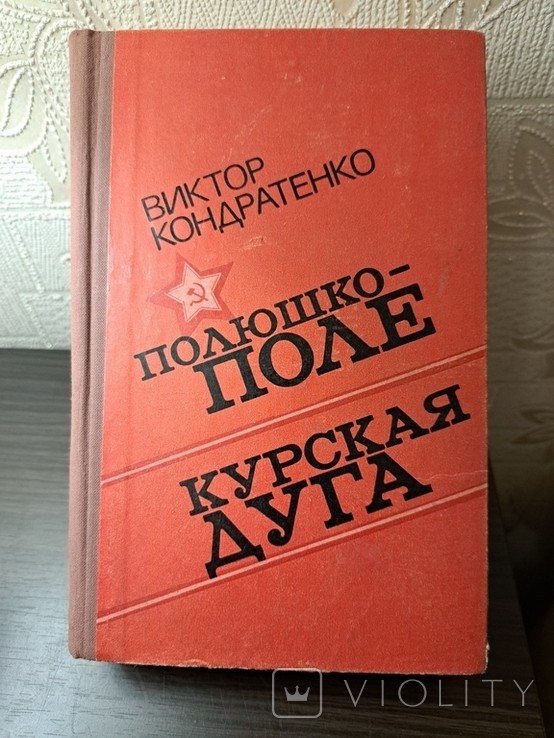 ВИКТОР
КОНДРАТЕНКО
ПОЛЮШКО-
ПОЛЕ
КУРСКАЯ
ДУГА
VIOLITY